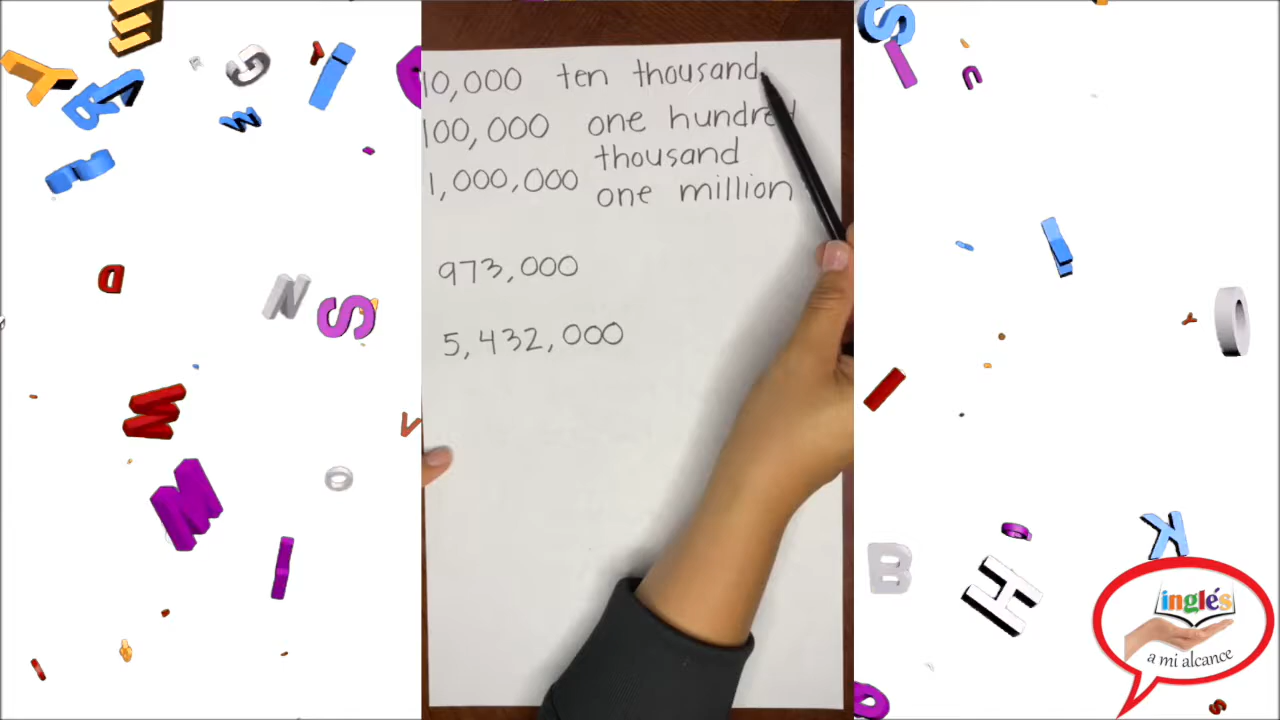 10,000 ten thousand
100,000 one hundred
thousand
1,000,000 one million
973,000
5,432,000
inglés
a mi alcance